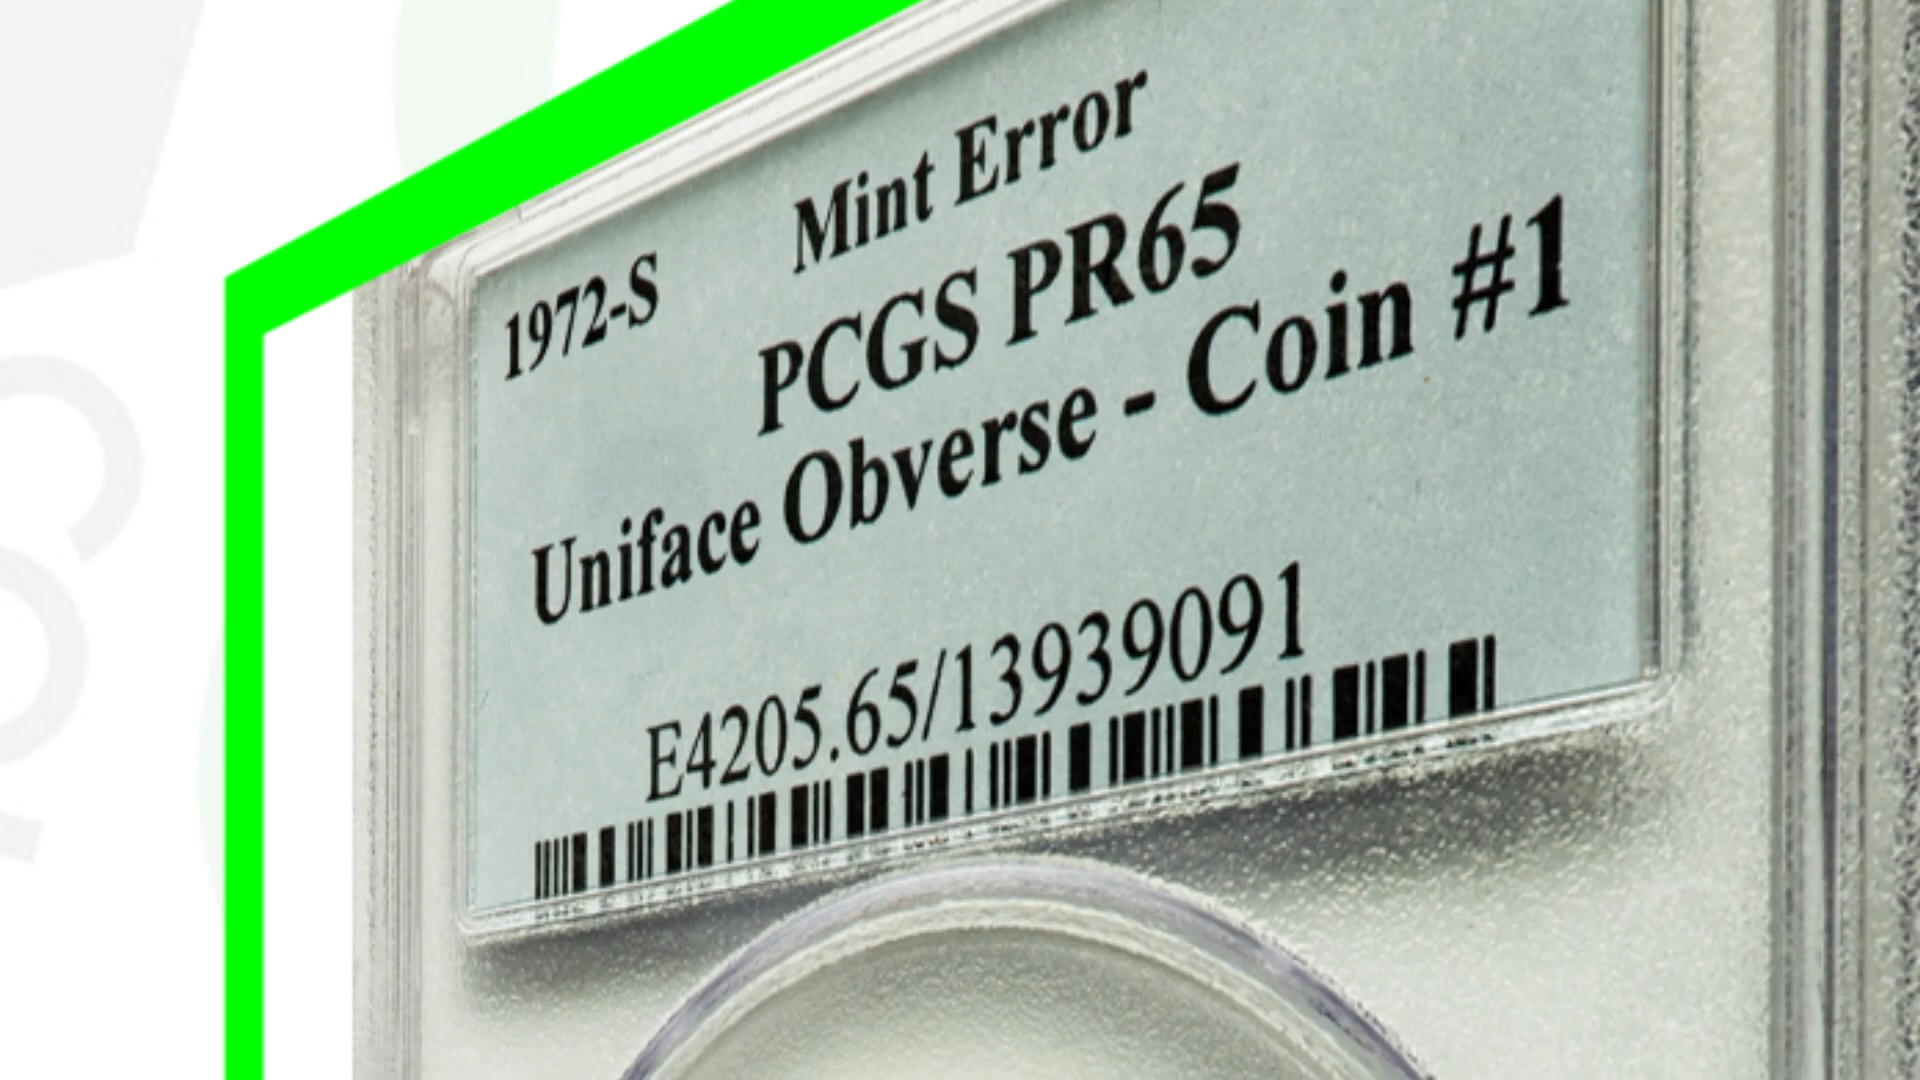 Mint Error
1972-S PCGS PR65
Uniface Obverse - Coin #1
E4205.65/13939091